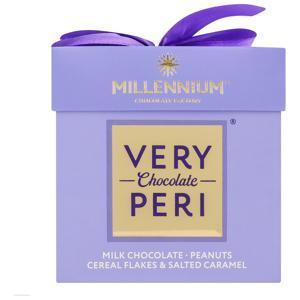 MILLENNIUM
CHOCOLATE FACTORY
®
VERY
Chocolate
PERI
MILK CHOCOLATE • PEANUTS
CEREAL FLAKES & SALTED CARAMEL